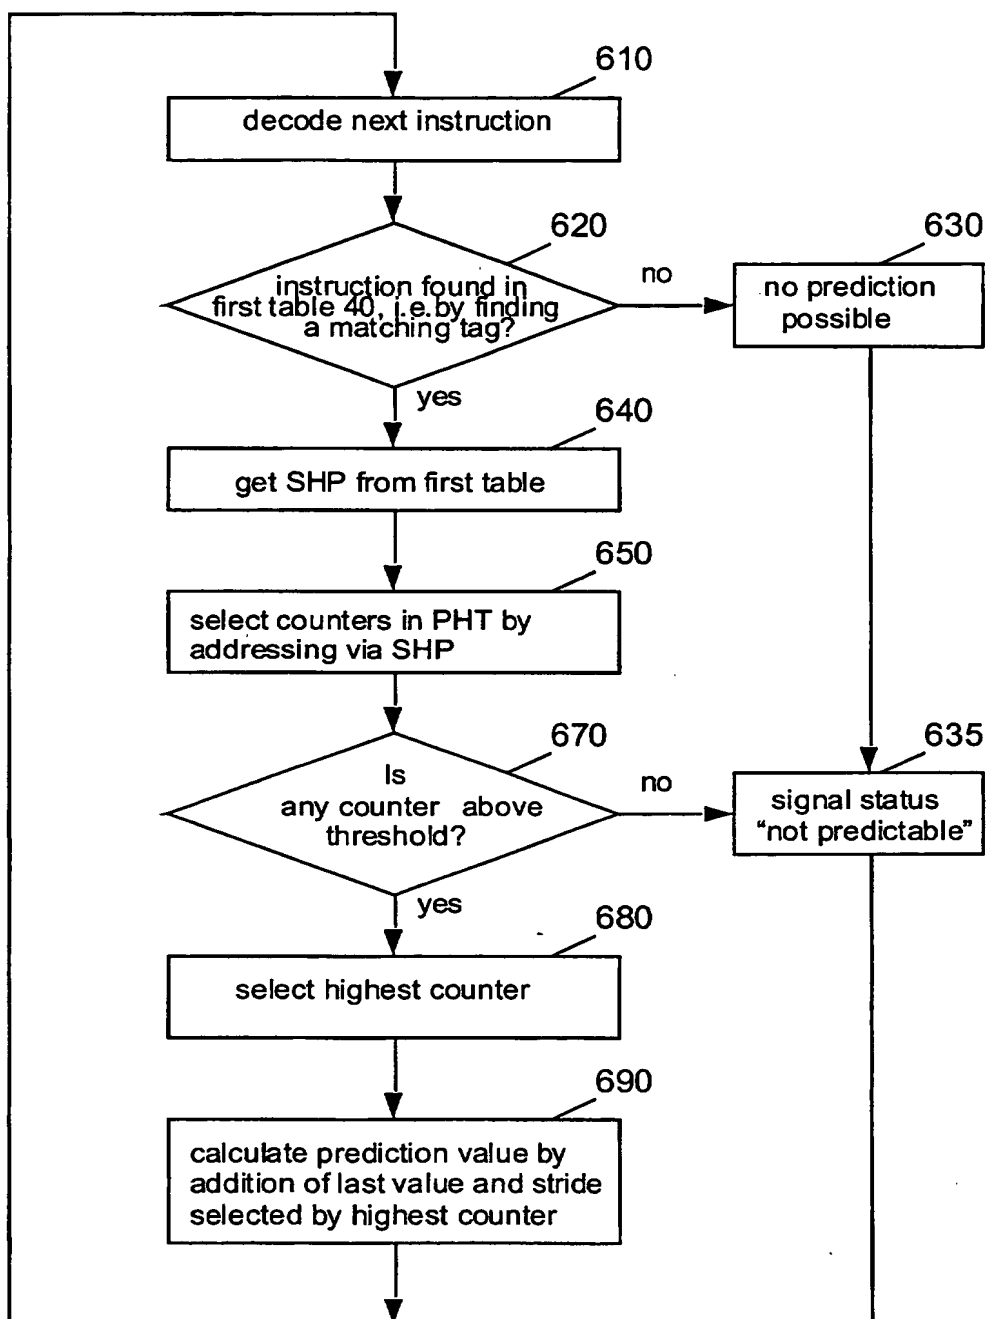 610
decode next instruction
620
630
instruction found in
first table 40, i.e. by finding
a matching tag?
no
no prediction
possible
yes
640
get SHP from first table
650
select counters in PHT by
addressing via SHP
670
635
Is
any counter above
threshold?
no
signal status
“not predictable”
yes
680
select highest counter
690
calculate prediction value by
addition of last value and stride
selected by highest counter